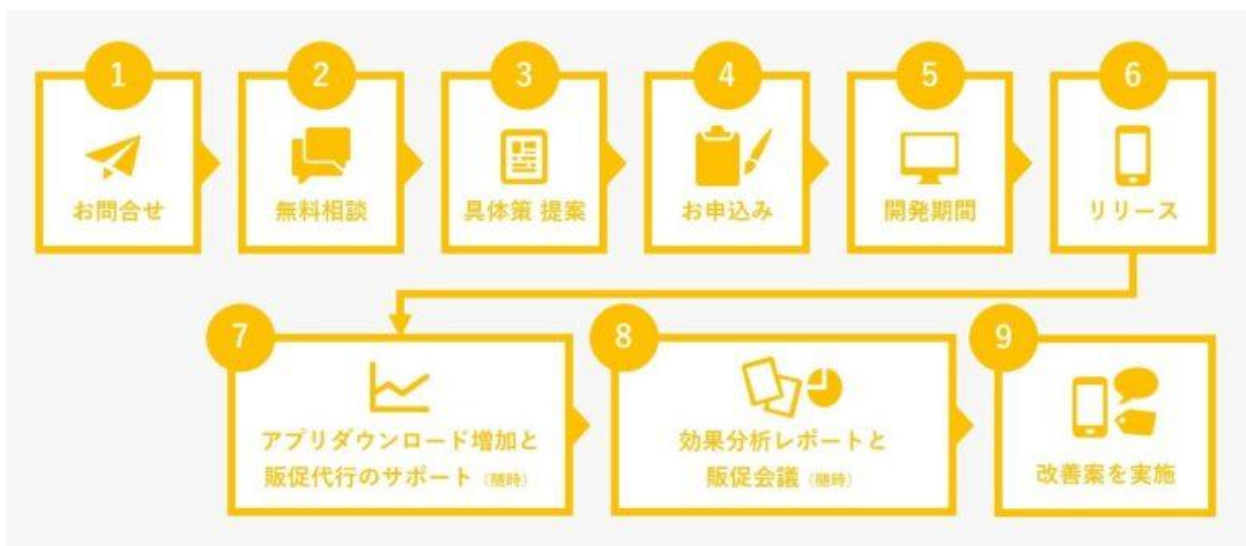 1
お問合せ
2
無料相談
3
具体策 提案
4
お申込み
5
開発期間
6
リリース
7
アプリダウンロード増加と
販促代行のサポート（随時）
8
効果分析レポートと
販促会議（随時）
9
改善案を実施